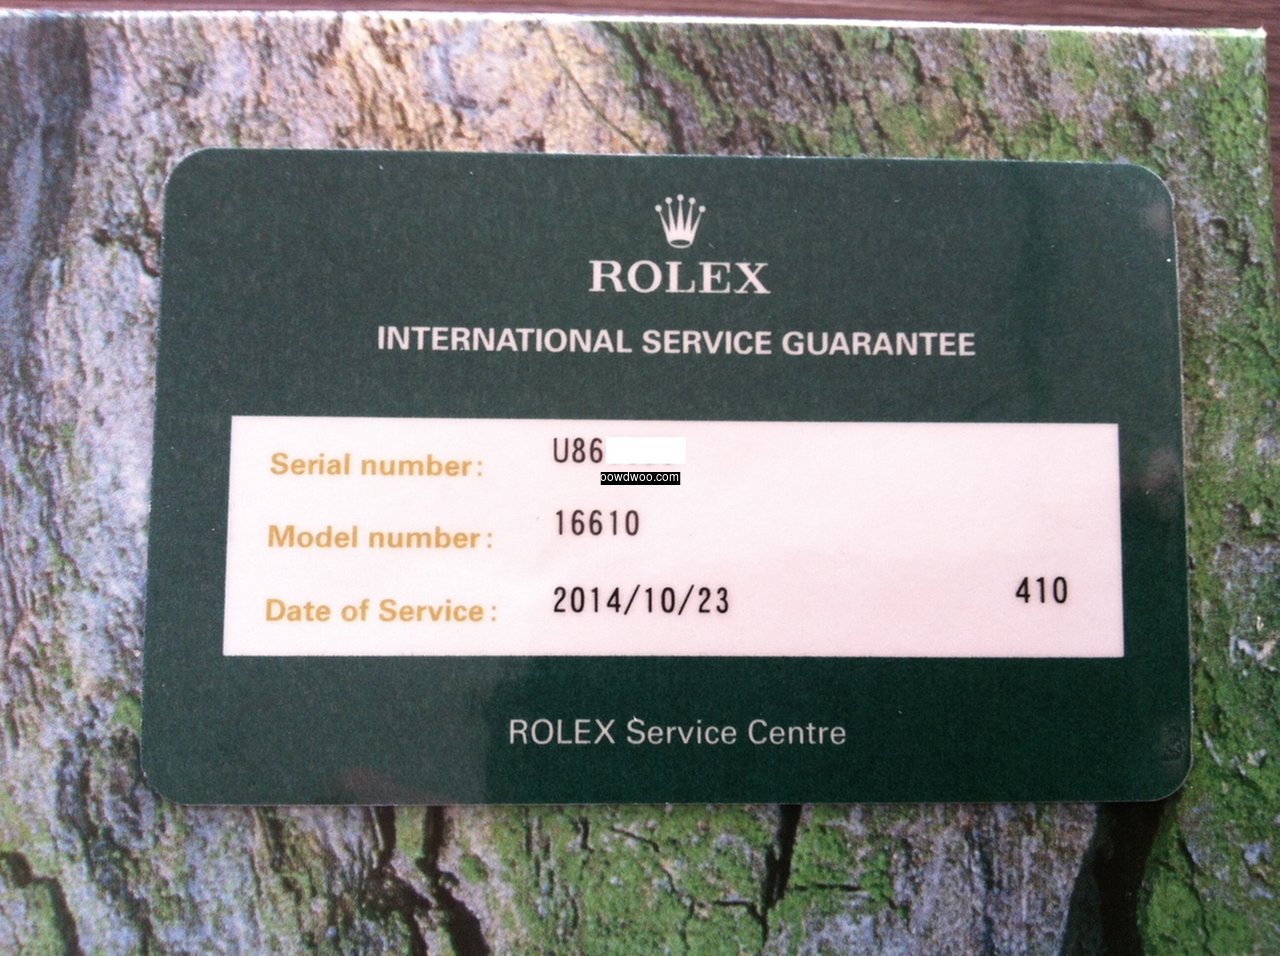 ROLEX
INTERNATIONAL SERVICE GUARANTEE
Serial number: U86
powdwoo.com
Model number: 16610
Date of Service: 2014/10/23 410
ROLEX Service Centre